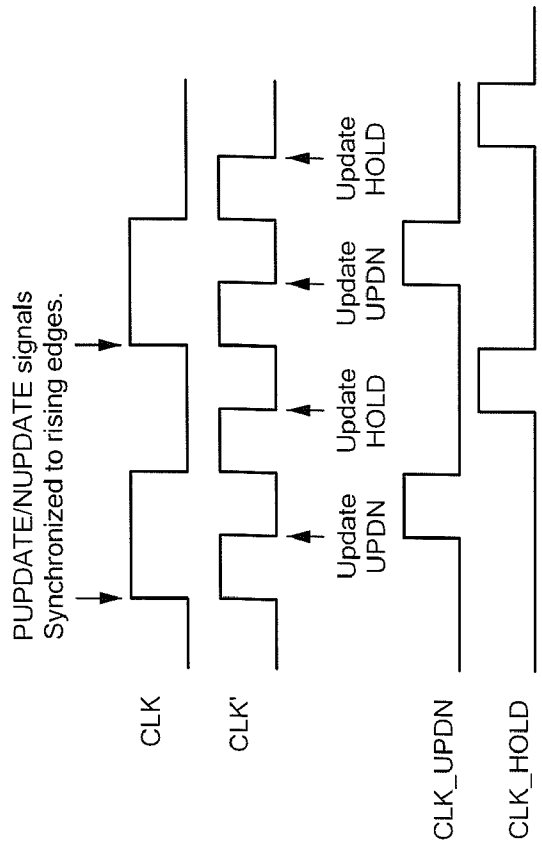 PUPDATE/NUPDATE signals
Synchronized to rising edges.
CLK
CLK'
Update
UPDN
Update
HOLD
Update
UPDN
Update
HOLD
CLK_UPDN
CLK_HOLD